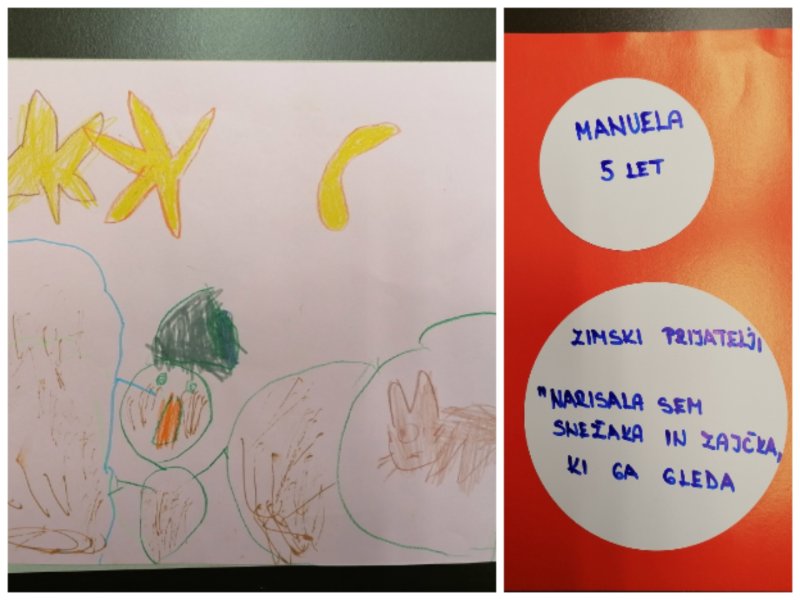 MANUELA
5 LET
ZIMSKI PRIJATELJI
"NARISALA SEM
SNEŽAKA IN ZAJČKA,
KI GA GLEDA